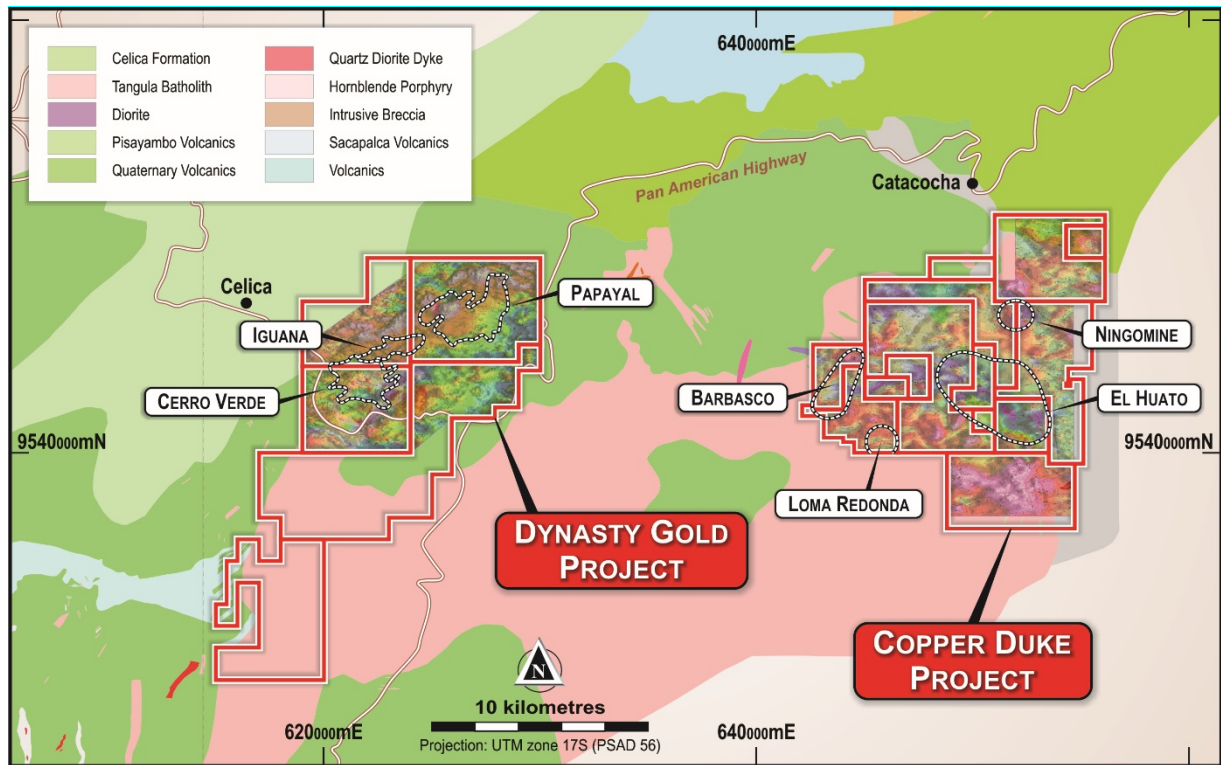 640000mE
Celica Formation
Tangula Batholith
Diorite
Pisayambo Volcanics
Quaternary Volcanics
Quartz Diorite Dyke
Hornblende Porphyry
Intrusive Breccia
Sacapalca Volcanics
Volcanics
Pan American Highway
Catacocha
Celica
PAPAYAL
IGUANA
NINGOMINE
CERRO VERDE
BARBASCO
EL HUATO
9540000mN
9540000mN
LOMA REDONDA
DYNASTY GOLD
PROJECT
COPPER DUKE
PROJECT
N
10 kilometres
620000mE
640000mE
Projection: UTM zone 17S (PSAD 56)